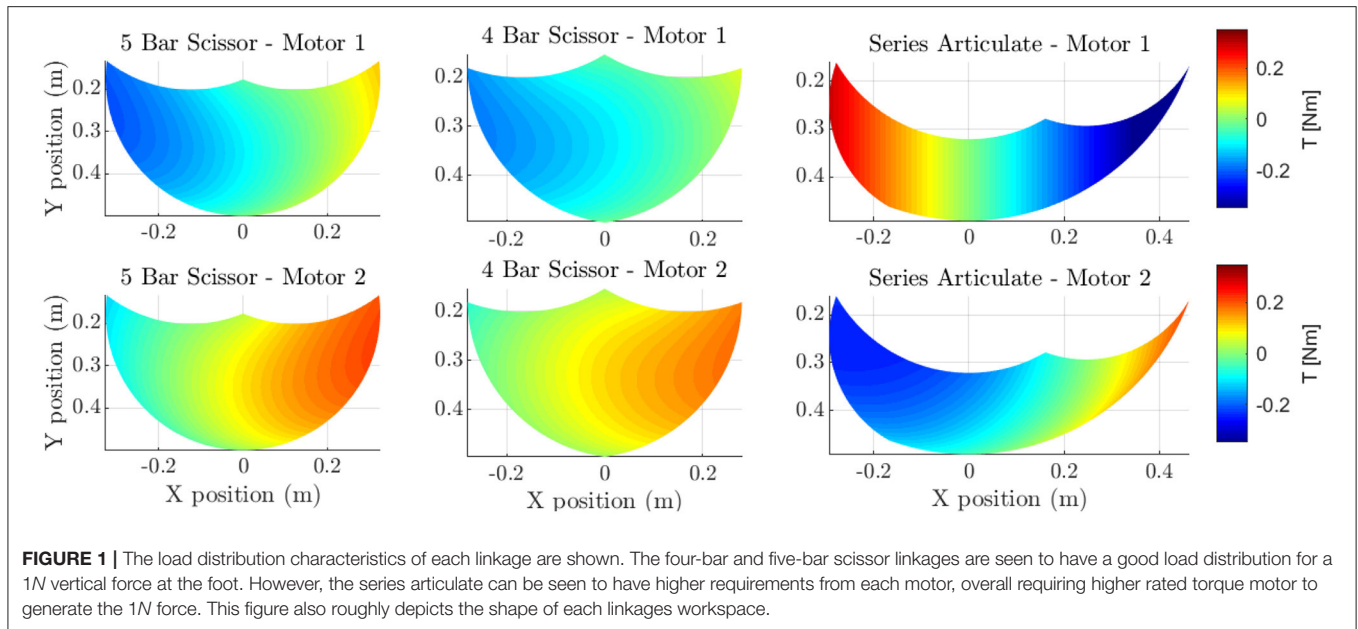 5 Bar Scissor - Motor 1
4 Bar Scissor - Motor 1
Series Articulate - Motor 1
Y position (m)
0.2
0.3
0.4
-0.2 0 0.2
0.2
0.3
0.4
-0.2 0 0.2
0.2
0.3
0.4
-0.2 0 0.2 0.4
0.2
0
-0.2
T [Nm]
5 Bar Scissor - Motor 2
4 Bar Scissor - Motor 2
Series Articulate - Motor 2
Y position (m)
0.2
0.3
0.4
-0.2 0 0.2
X position (m)
0.2
0.3
0.4
-0.2 0 0.2
X position (m)
0.2
0.3
0.4
-0.2 0 0.2 0.4
X position (m)
0.2
0
-0.2
T [Nm]
FIGURE 1 | The load distribution characteristics of each linkage are shown. The four-bar and five-bar scissor linkages are seen to have a good load distribution for a
1N vertical force at the foot. However, the series articulate can be seen to have higher requirements from each motor, overall requiring higher rated torque motor to
generate the 1N force. This figure also roughly depicts the shape of each linkages workspace.